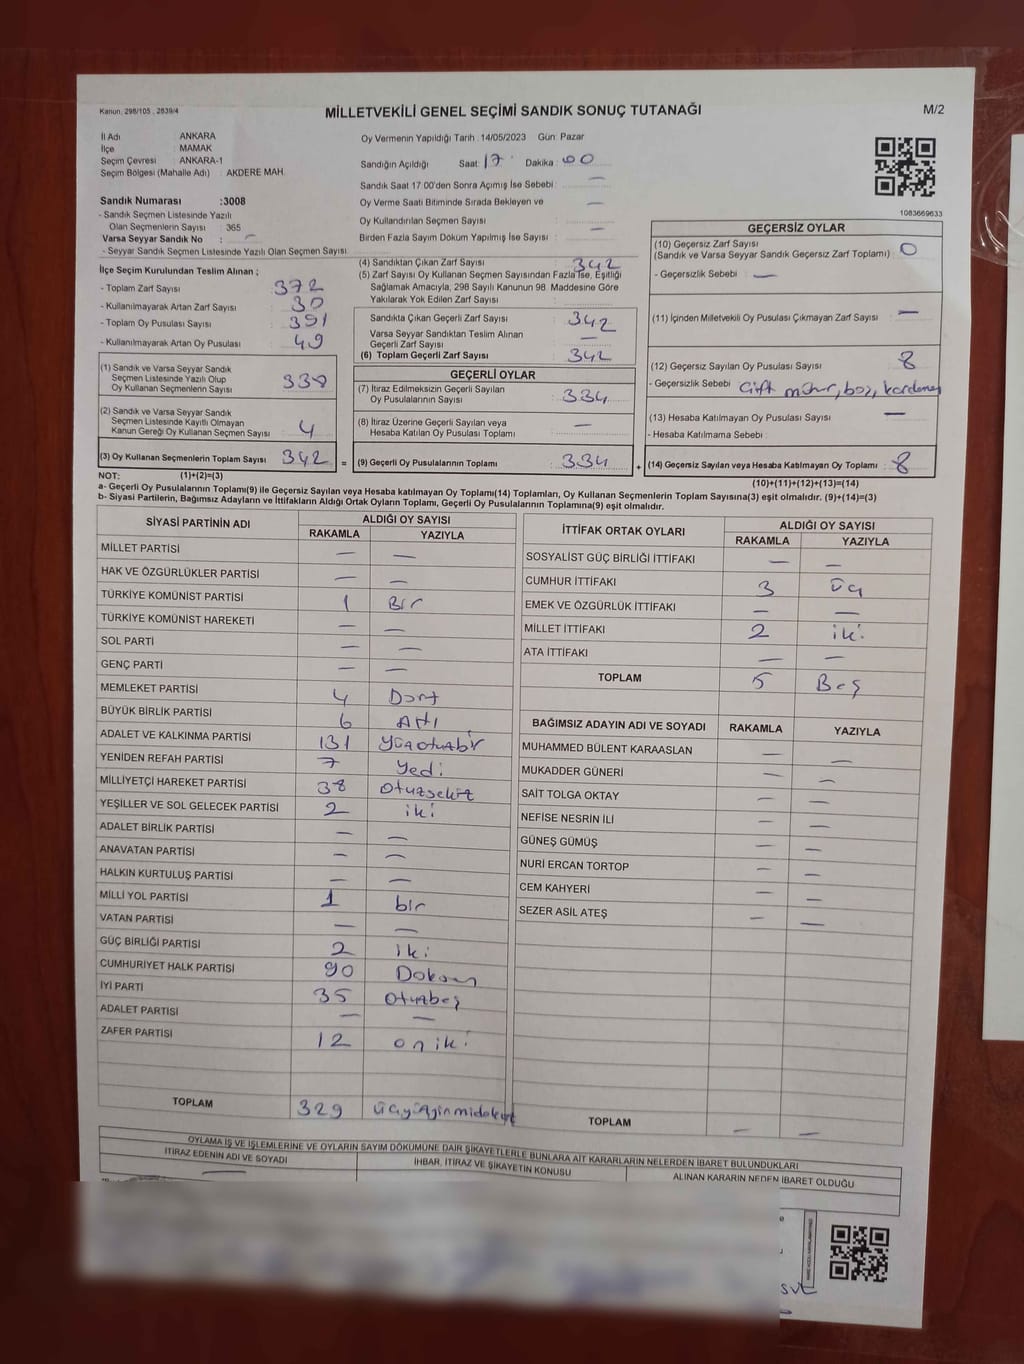 Kanun, 298/105, 2839/4
MİLLETVEKİLİ GENEL SEÇİMİ SANDIK SONUÇ TUTANAĞI
M/2
İl Adı : ANKARA
İlçe : MAMAK
Seçim Çevresi : ANKARA-1
Seçim Bölgesi (Mahalle Adı) : AKDERE MAH.
Sandık Numarası :3008
- Sandık Seçmen Listesinde Yazılı
Olan Seçmenlerin Sayısı : 365
Varsa Seyyar Sandık No : —
- Seyyar Sandık Seçmen Listesinde Yazılı Olan Seçmen Sayısı :
Oy Vermenin Yapıldığı Tarih : 14/05/2023 Gün: Pazar
Sandığın Açıldığı Saat : 17 Dakika : 00
Sandık Saat 17.00'den Sonra Açımış İse Sebebi : —
Oy Verme Saati Bitiminde Sırada Bekleyen ve
Oy Kullandırılan Seçmen Sayısı : —
Birden Fazla Sayım Döküm Yapılmış İse Sayısı : —
1083669633
İlçe Seçim Kurulundan Teslim Alınan ;
- Toplam Zarf Sayısı : 372
- Kullanılmayarak Artan Zarf Sayısı : 30
- Toplam Oy Pusulası Sayısı : 391
- Kullanılmayarak Artan Oy Pusulası : 49
(1) Sandık ve Varsa Seyyar Sandık
Seçmen Listesinde Yazılı Olup
Oy Kullanan Seçmenlerin Sayısı : 338
(2) Sandık ve Varsa Seyyar Sandık
Seçmen Listesinde Kayıtlı Olmayan
Kanun Gereği Oy Kullanan Seçmen Sayısı : 4
(3) Oy Kullanan Seçmenlerin Toplam Sayısı : 342 =
(4) Sandıktan Çıkan Zarf Sayısı : 342
(5) Zarf Sayısı Oy Kullanan Seçmen Sayısından Fazla İse, Eşitliği
Sağlamak Amacıyla, 298 Sayılı Kanunun 98. Maddesine Göre
Yakılarak Yok Edilen Zarf Sayısı :
Sandıkta Çıkan Geçerli Zarf Sayısı : 342
Varsa Seyyar Sandıktan Teslim Alınan
Geçerli Zarf Sayısı : —
(6) Toplam Geçerli Zarf Sayısı : 342
GEÇERLİ OYLAR
(7) İtiraz Edilmeksizin Geçerli Sayılan
Oy Pusulalarının Sayısı : 334
(8) İtiraz Üzerine Geçerli Sayılan veya
Hesaba Katılan Oy Pusulası Toplamı : —
(9) Geçerli Oy Pusulalarının Toplamı : 334 +
GEÇERSİZ OYLAR
(10) Geçersiz Zarf Sayısı
(Sandık ve Varsa Seyyar Sandık Geçersiz Zarf Toplamı) : 0
- Geçersizlik Sebebi : —
(11) İçinden Milletvekili Oy Pusulası Çıkmayan Zarf Sayısı : —
(12) Geçersiz Sayılan Oy Pusulası Sayısı : 8
- Geçersizlik Sebebi : Çift mühür, boş,
(13) Hesaba Katılmayan Oy Pusulası Sayısı : —
- Hesaba Katılmama Sebebi :
(14) Geçersiz Sayılan veya Hesaba Katılmayan Oy Toplamı : 8
NOT: (1)+(2)=(3)
(10)+(11)+(12)+(13)=(14)
a- Geçerli Oy Pusulalarının Toplamı(9) ile Geçersiz Sayılan veya Hesaba katılmayan Oy Toplamı(14) Toplamları, Oy Kullanan Seçmenlerin Toplam Sayısına(3) eşit olmalıdır. (9)+(14)=(3)
b- Siyasi Partilerin, Bağımsız Adayların ve İttifakların Aldığı Ortak Oyların Toplamı, Geçerli Oy Pusulalarının Toplamına(9) eşit olmalıdır.
SİYASİ PARTİNİN ADI ALDIĞI OY SAYISI
RAKAMLA YAZIYLA
MİLLET PARTİSİ — —
HAK VE ÖZGÜRLÜKLER PARTİSİ — —
TÜRKİYE KOMÜNİST PARTİSİ 1 Bir
TÜRKİYE KOMÜNİST HAREKETİ — —
SOL PARTİ — —
GENÇ PARTİ — —
MEMLEKET PARTİSİ 4 Dört
BÜYÜK BİRLİK PARTİSİ 6 Altı
ADALET VE KALKINMA PARTİSİ 131 Yüzotuzbir
YENİDEN REFAH PARTİSİ 7 Yedi
MİLLİYETÇİ HAREKET PARTİSİ 38 Otuzsekiz
YEŞİLLER VE SOL GELECEK PARTİSİ 2 iki
ADALET BİRLİK PARTİSİ — —
ANAVATAN PARTİSİ — —
HALKIN KURTULUŞ PARTİSİ — —
MİLLİ YOL PARTİSİ 1 bir
VATAN PARTİSİ — —
GÜÇ BİRLİĞİ PARTİSİ 2 iki
CUMHURİYET HALK PARTİSİ 90 Doksan
İYİ PARTİ 35 Otuzbeş
ADALET PARTİSİ — —
ZAFER PARTİSİ 12 oniki
TOPLAM 329 üçyüzyirmidokuz
İTTİFAK ORTAK OYLARI ALDIĞI OY SAYISI
RAKAMLA YAZIYLA
SOSYALİST GÜÇ BİRLİĞİ İTTİFAKI — —
CUMHUR İTTİFAKI 3 Üç
EMEK VE ÖZGÜRLÜK İTTİFAKI — —
MİLLET İTTİFAKI 2 iki
ATA İTTİFAKI — —
TOPLAM 5 Beş
BAĞIMSIZ ADAYIN ADI VE SOYADI RAKAMLA YAZIYLA
MUHAMMED BÜLENT KARAASLAN — —
MUKADDER GÜNERİ — —
SAİT TOLGA OKTAY — —
NEFİSE NESRİN İLİ — —
GÜNEŞ GÜMÜŞ — —
NURİ ERCAN TORTOP — —
CEM KAHYERİ — —
SEZER ASİL ATEŞ — —
TOPLAM — —
OYLAMA İŞ VE İŞLEMLERİNE VE OYLARIN SAYIM DÖKÜMÜNE DAİR ŞİKAYETLERLE BUNLARA AİT KARARLARIN NELERDEN İBARET BULUNDUKLARI
İTİRAZ EDENİN ADI VE SOYADI İHBAR, İTİRAZ VE ŞİKAYETİN KONUSU ALINAN KARARIN NEDEN İBARET OLDUĞU